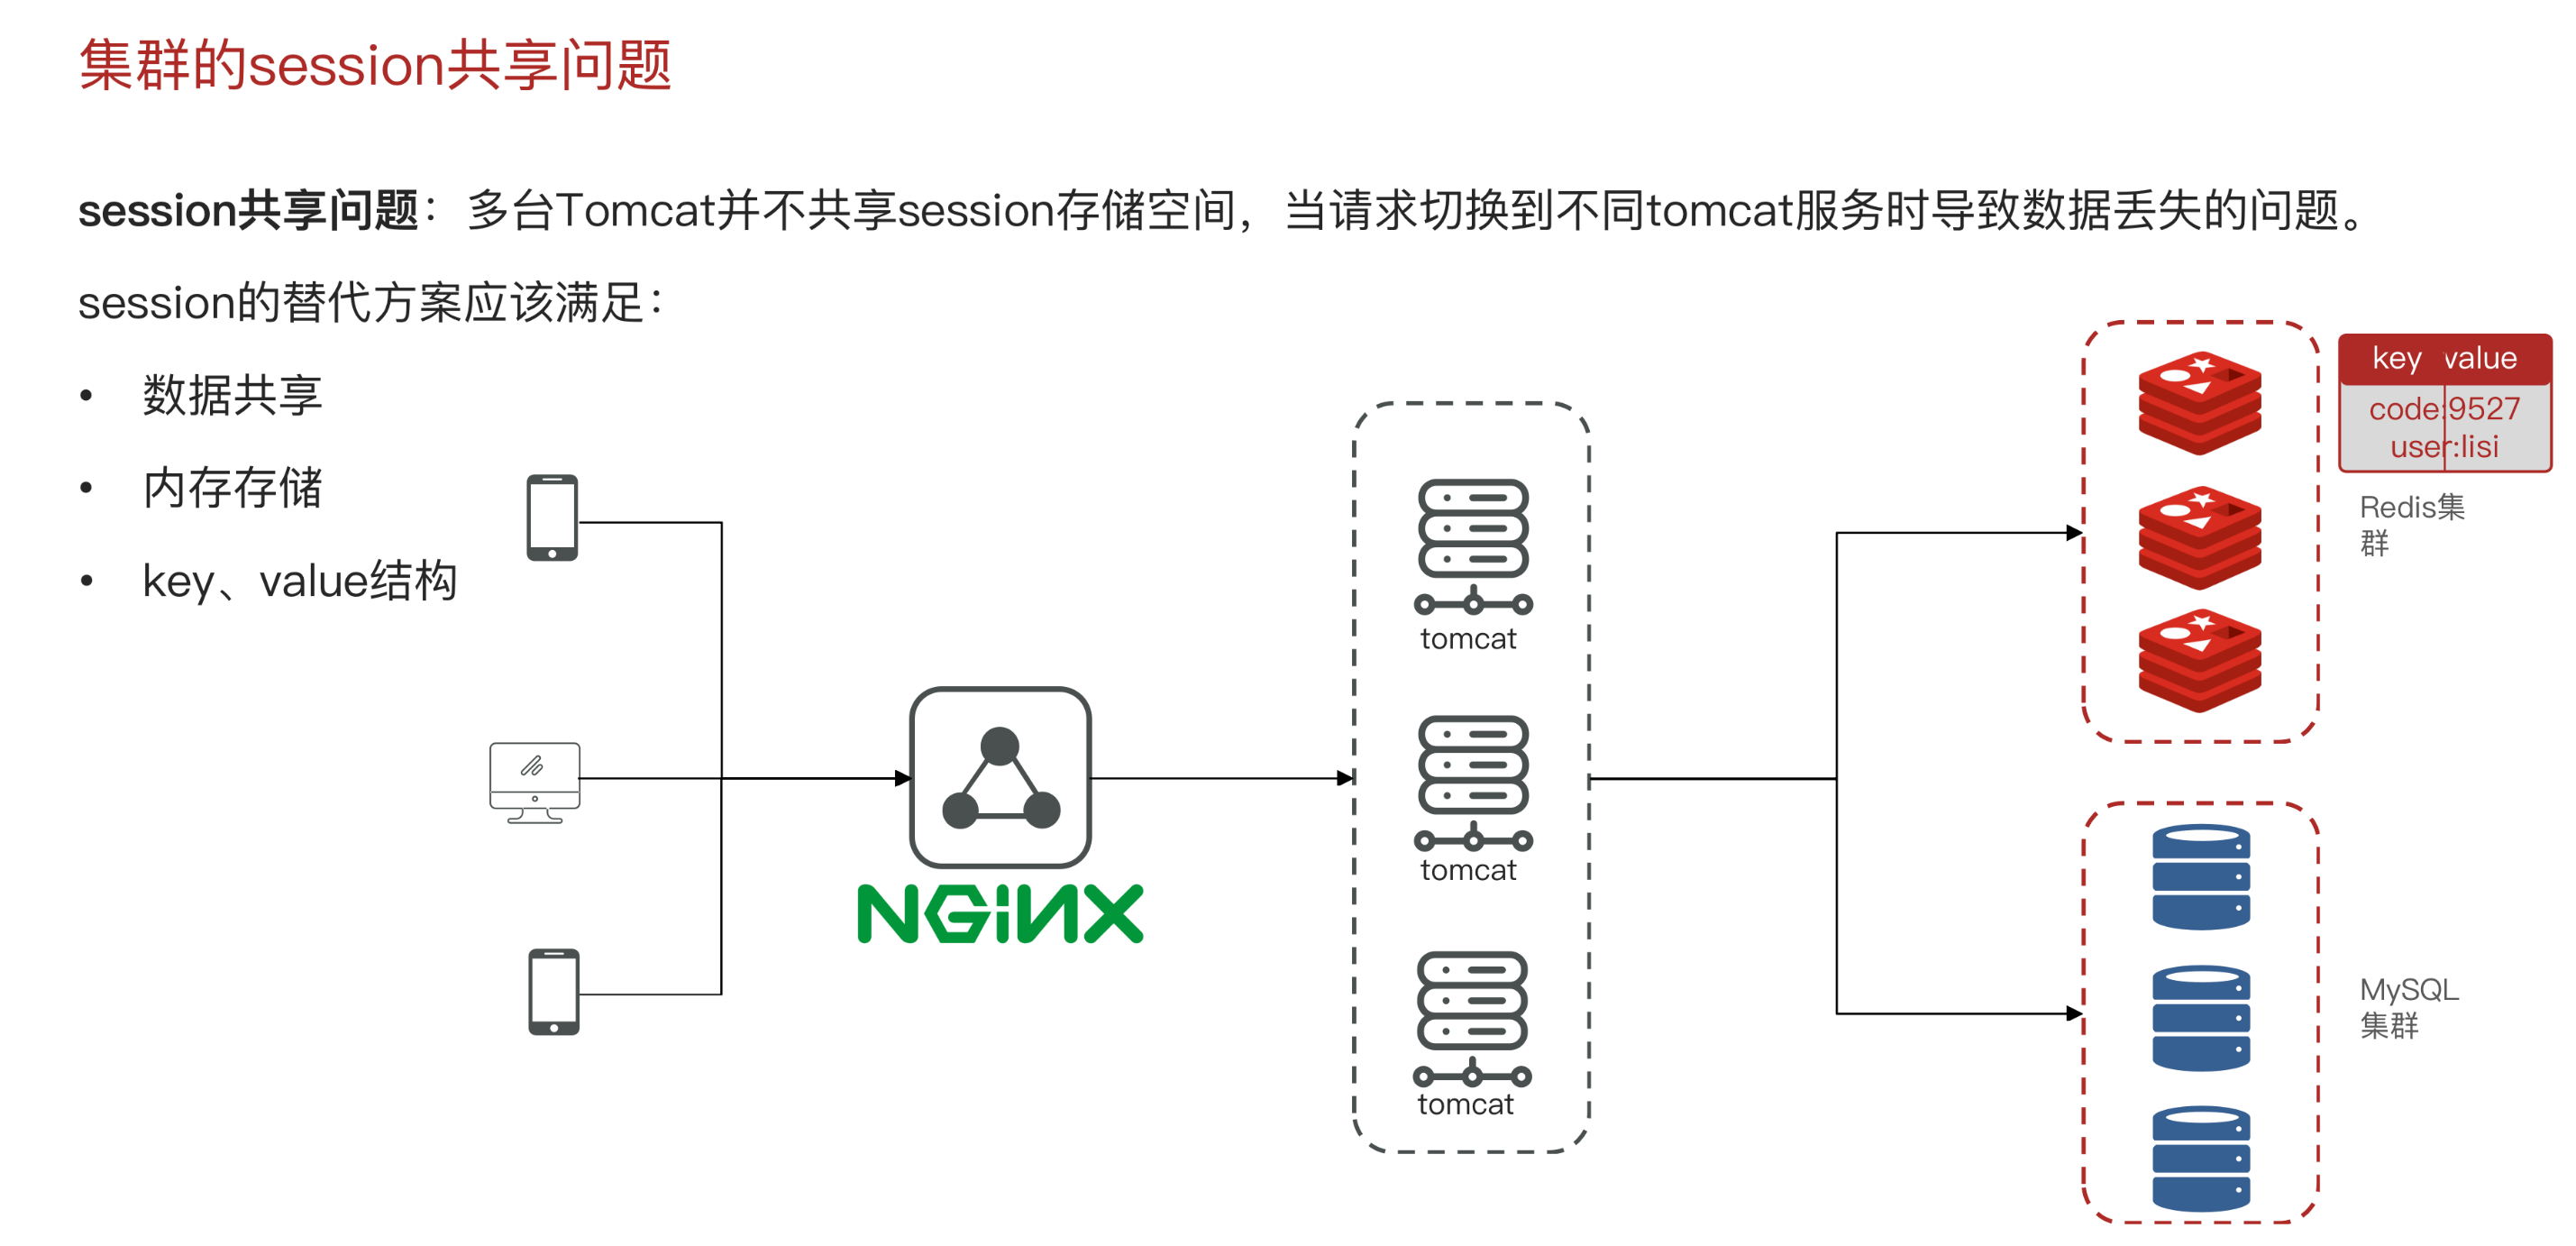 集群的session共享问题
session共享问题：多台Tomcat并不共享session存储空间，当请求切换到不同tomcat服务时导致数据丢失的问题。
session的替代方案应该满足：
• 数据共享
• 内存存储
• key、value结构
NGINX
tomcat
tomcat
tomcat
key value
code:9527
user:lisi
Redis集
群
MySQL
集群